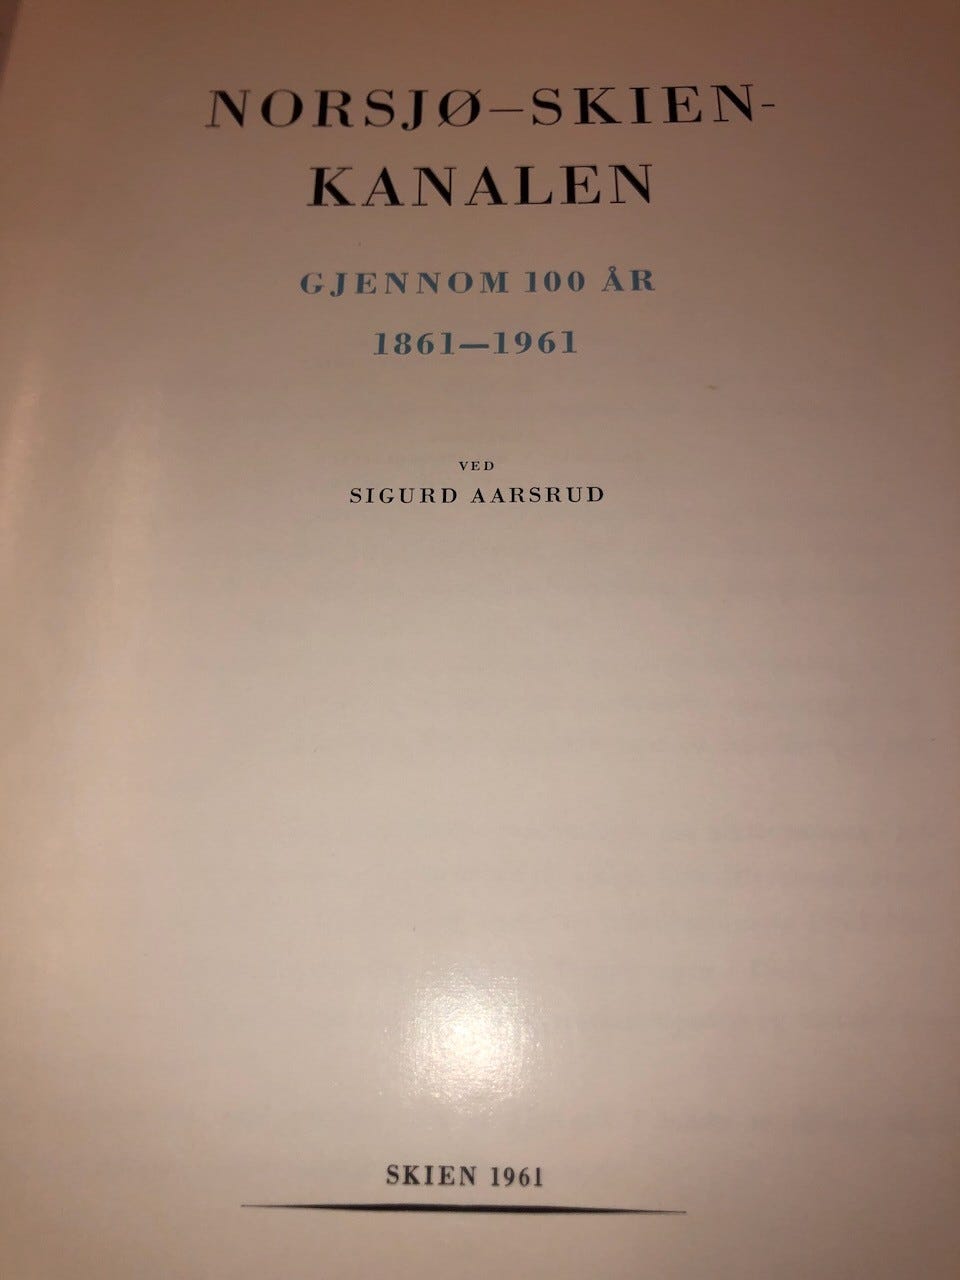 NORSJØ—SKIEN-
KANALEN
GJENNOM 100 ÅR
1861—1961
VED
SIGURD AARSRUD
SKIEN 1961